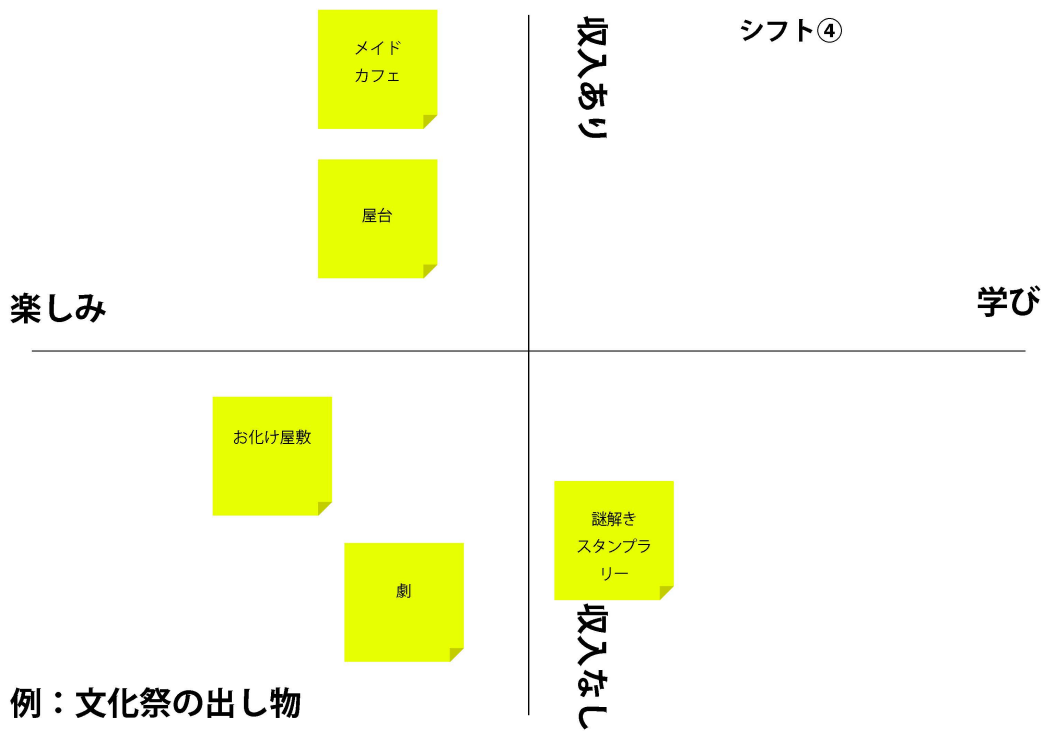 シフト④
収入あり
メイド
カフェ
屋台
楽しみ
学び
お化け屋敷
謎解き
スタンプラ
リー
劇
収入なし
例：文化祭の出し物